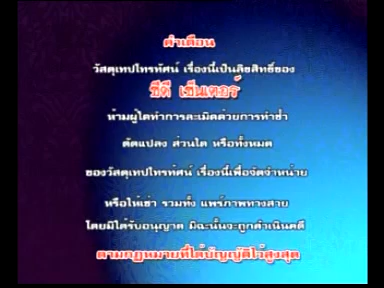 คำเตือน
วัสดุเทปโทรทัศน์ เรื่องนี้เป็นลิขสิทธิ์ของ
ซีดี เซ็นเตอร์
ห้ามผู้ใดทำการละเมิดด้วยการทำซ้ำ
ดัดแปลง ส่วนใด หรือทั้งหมด
ของวัสดุเทปโทรทัศน์ เรื่องนี้เพื่อจัดจำหน่าย
หรือให้เช่า รวมทั้ง แพร่ภาพทางสาย
โดยมิได้รับอนุญาต มิฉะนั้นจะถูกดำเนินคดี
ตามกฎหมายที่ได้บัญญัติไว้สูงสุด